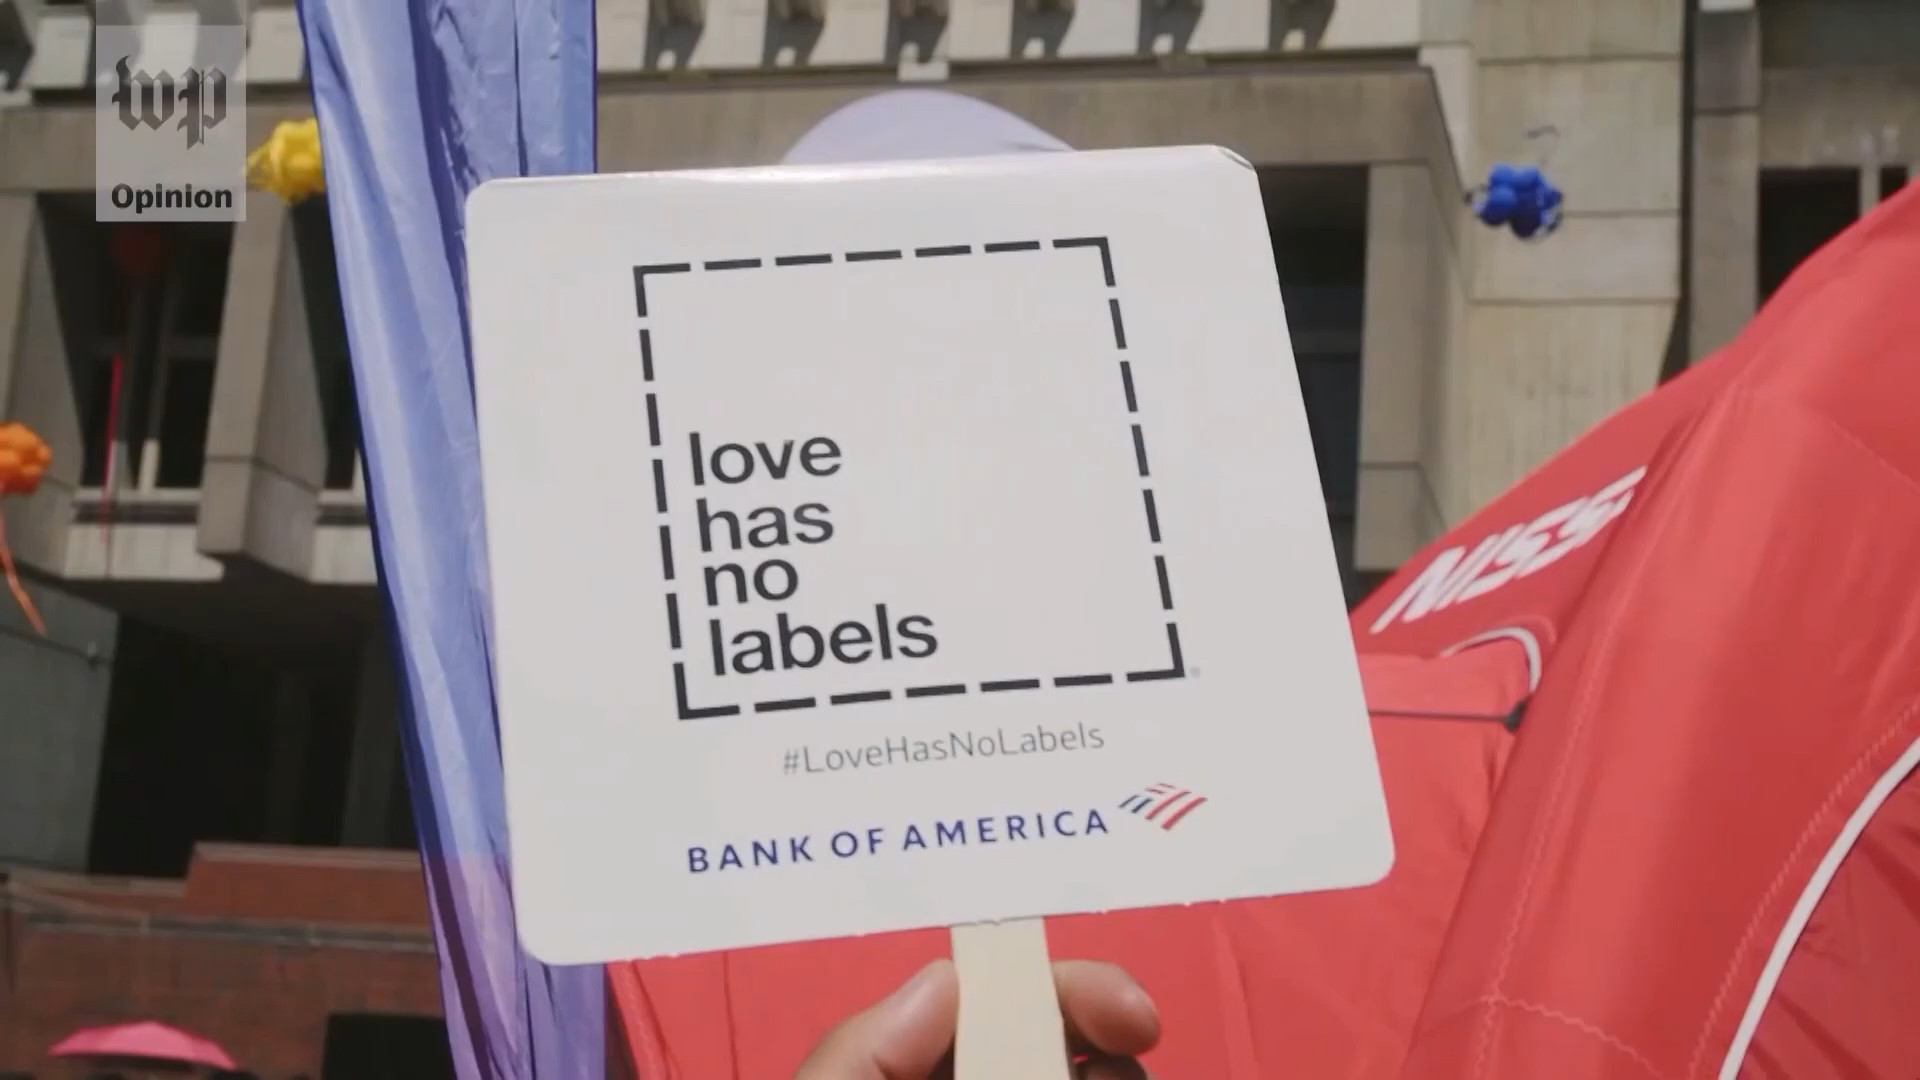 wp
Opinion
love
has
no
labels
#LoveHasNoLabels
BANK OF AMERICA